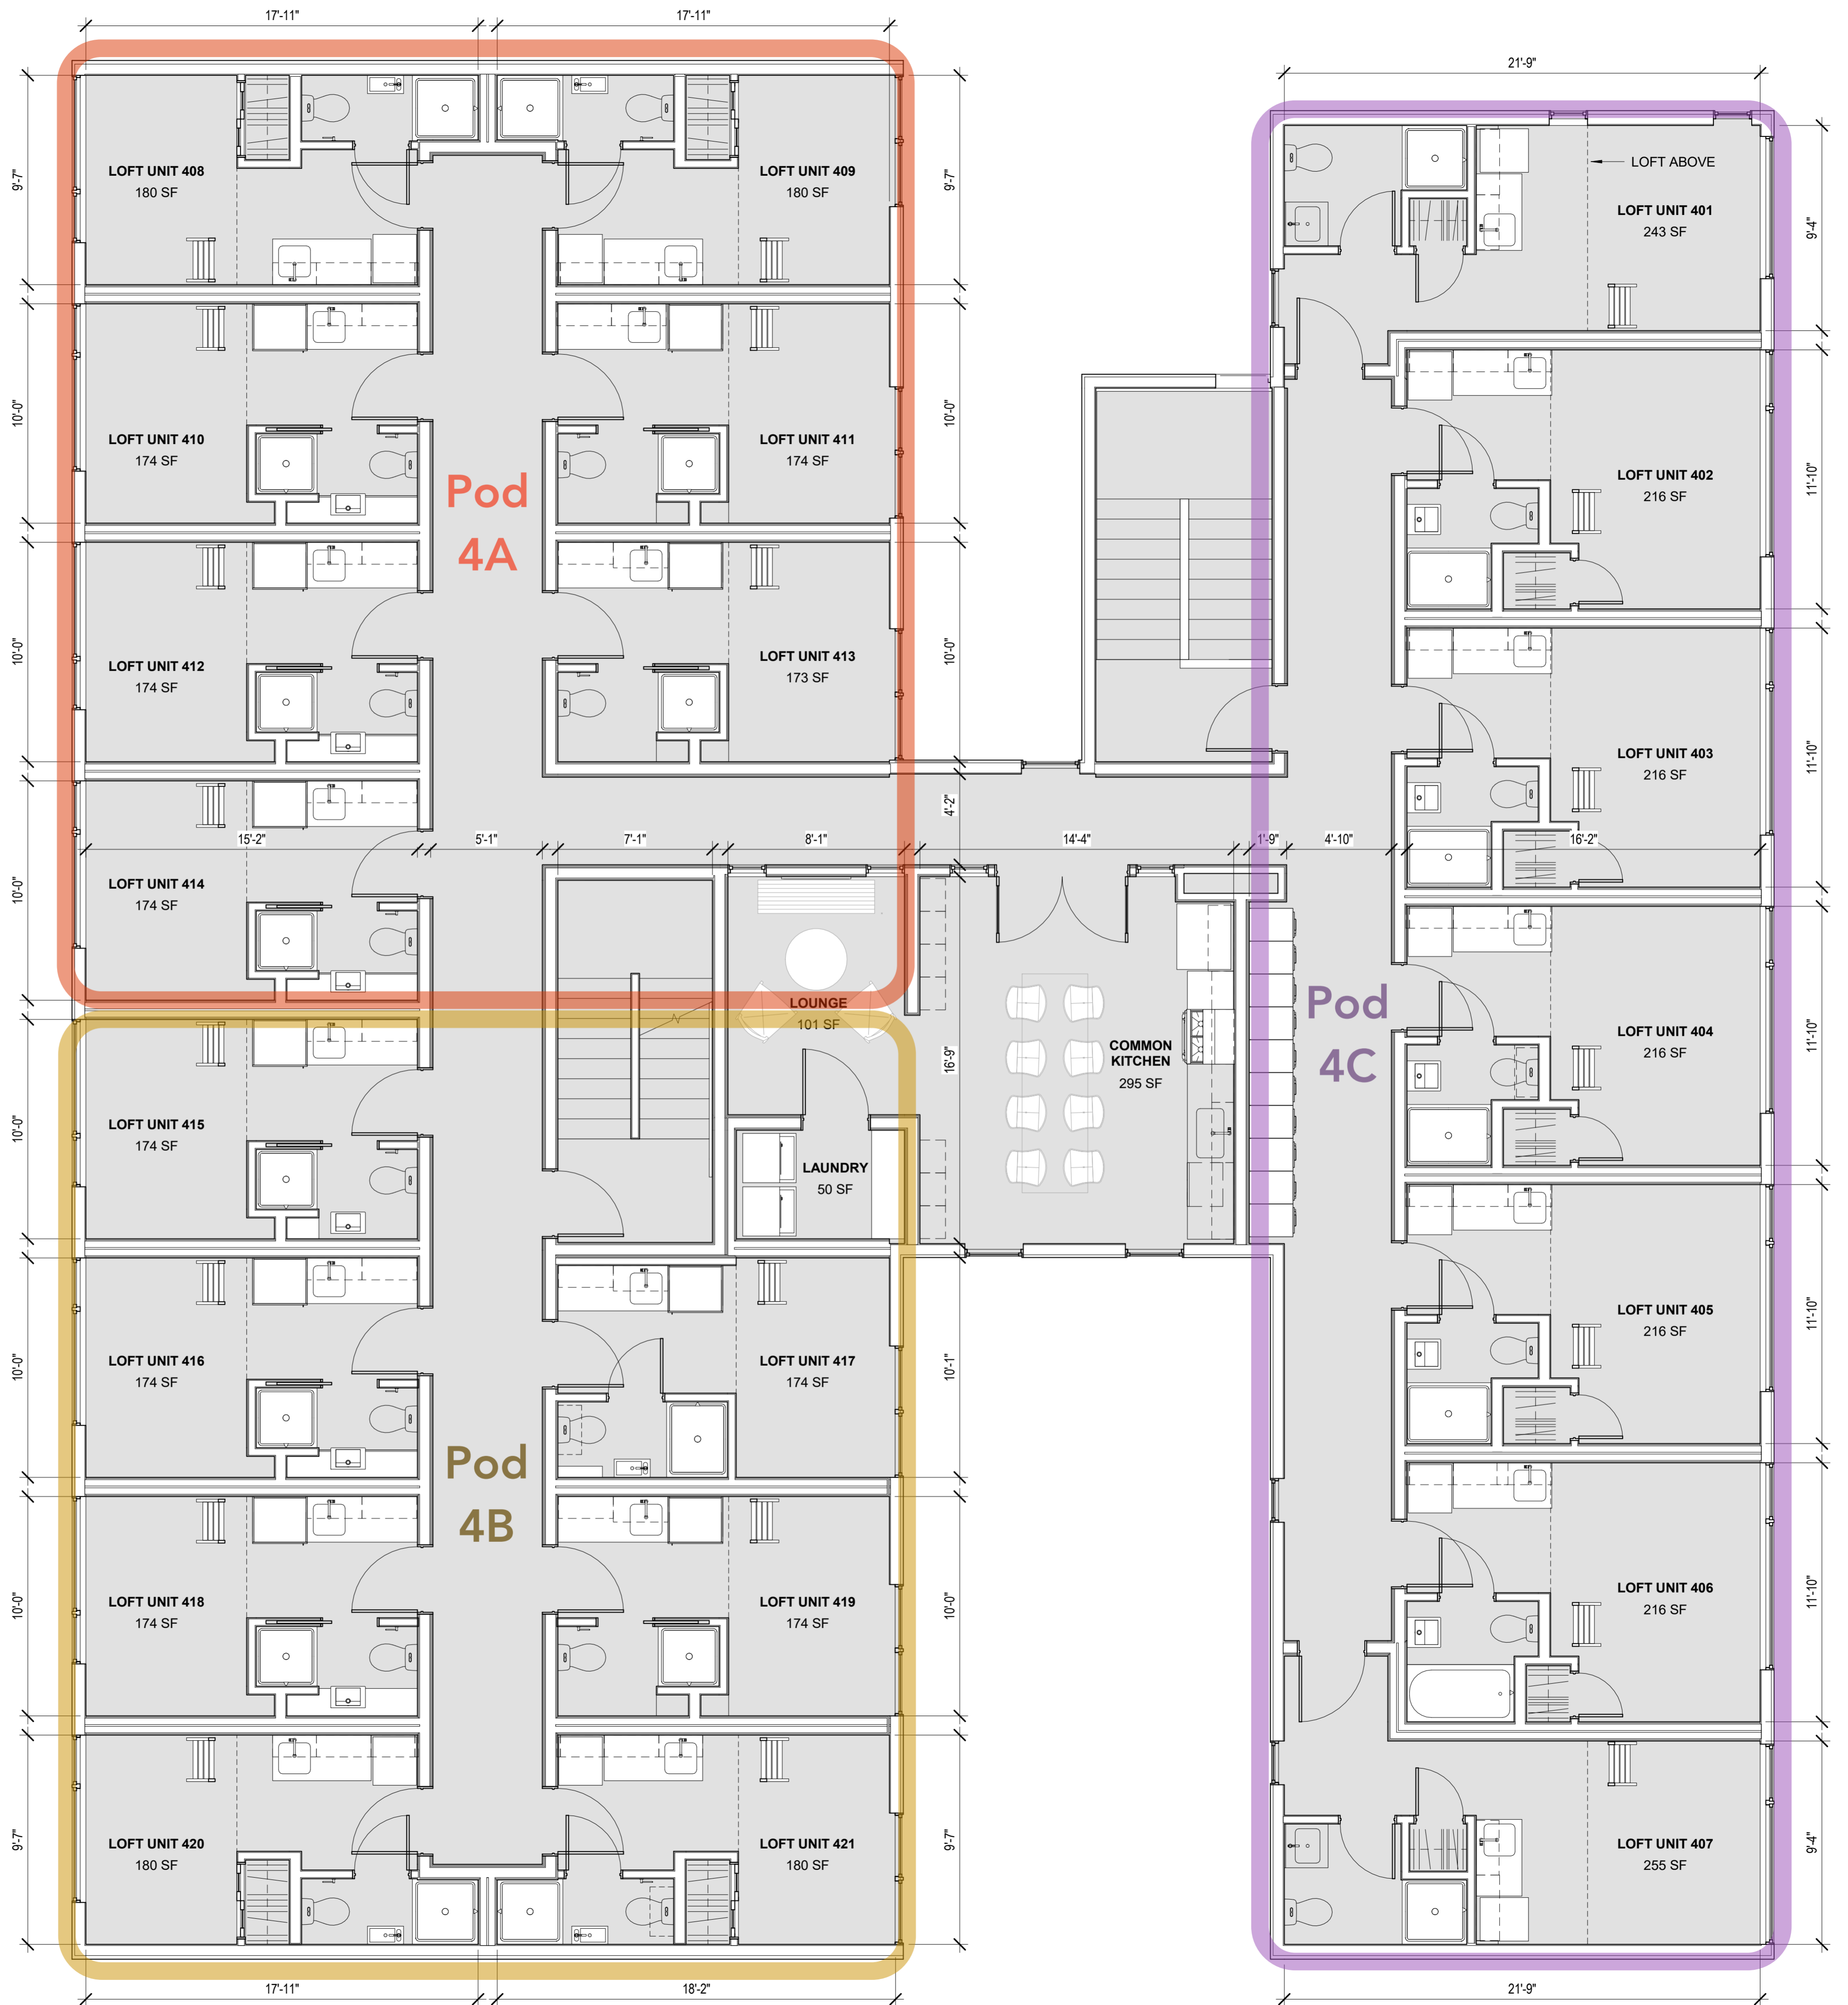 17'-11"
17'-11"
21'-9"
9'-7"
LOFT UNIT 408
180 SF
LOFT UNIT 409
180 SF
9'-7"
LOFT ABOVE
LOFT UNIT 401
243 SF
9'-4"
10'-0"
LOFT UNIT 410
174 SF
Pod
4A
LOFT UNIT 411
174 SF
10'-0"
LOFT UNIT 402
216 SF
11'-10"
10'-0"
LOFT UNIT 412
174 SF
LOFT UNIT 413
173 SF
10'-0"
LOFT UNIT 403
216 SF
11'-10"
4'-2"
15'-2"
5'-1"
7'-1"
8'-1"
14'-4"
1'-9"
4'-10"
16'-2"
10'-0"
LOFT UNIT 414
174 SF
LOUNGE
101 SF
16'-9"
COMMON
KITCHEN
295 SF
Pod
4C
LOFT UNIT 404
216 SF
11'-10"
10'-0"
LOFT UNIT 415
174 SF
LAUNDRY
50 SF
10'-0"
LOFT UNIT 416
174 SF
LOFT UNIT 417
174 SF
10'-1"
LOFT UNIT 405
216 SF
11'-10"
Pod
4B
10'-0"
LOFT UNIT 418
174 SF
LOFT UNIT 419
174 SF
10'-0"
LOFT UNIT 406
216 SF
11'-10"
9'-7"
LOFT UNIT 420
180 SF
LOFT UNIT 421
180 SF
9'-7"
LOFT UNIT 407
255 SF
9'-4"
17'-11"
18'-2"
21'-9"